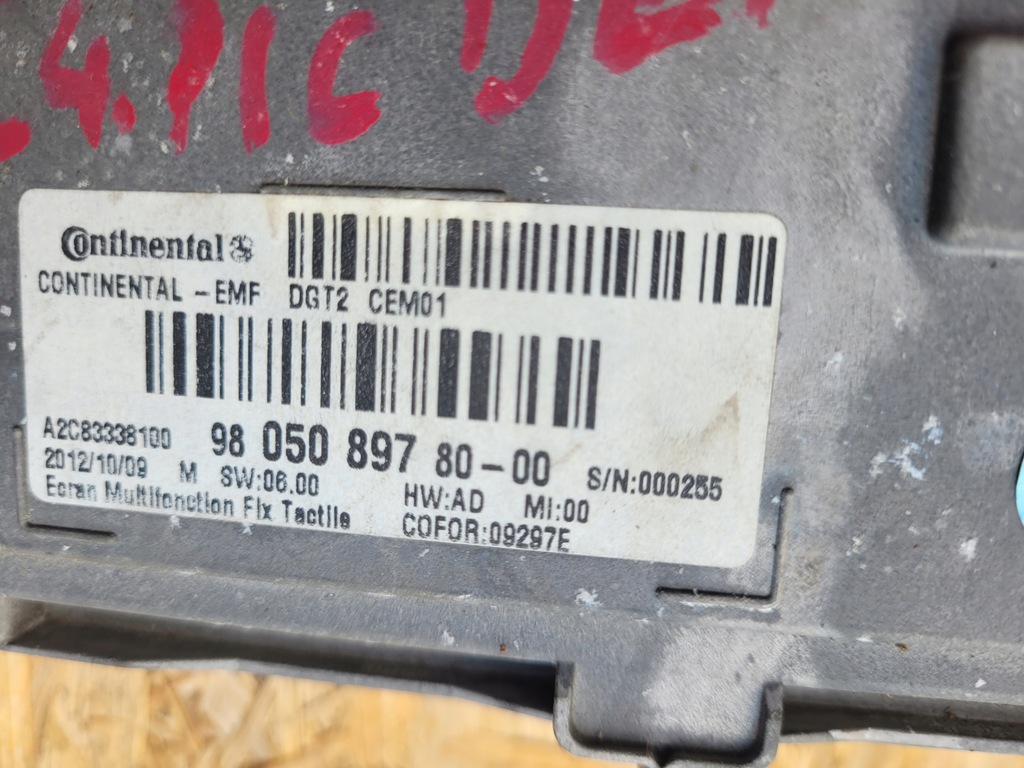 Continental
CONTINENTAL -EMF DGT2 CEM01
A2C83338100 98 050 897 80-00 S/N:000255
2012/10/09 M SW:06.00 HW:AD MI:00
Ecran Multifonction Fix Tactile COFOR:09297E